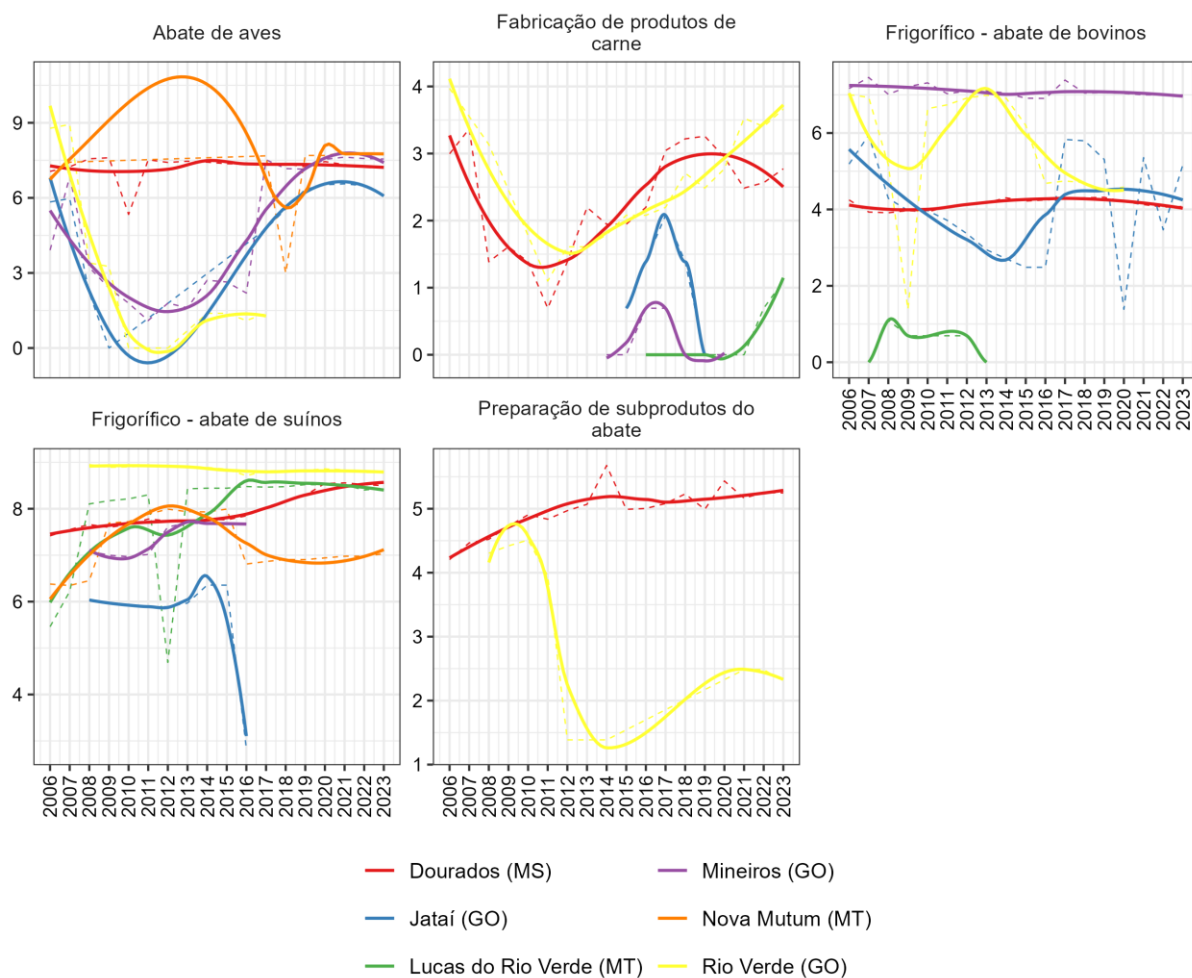 Abate de aves
Fabricação de produtos de
carne
Frigorífico - abate de bovinos
9
6
3
0
4
3
2
1
0
6
4
2
0
2006 2007 2008 2009 2010 2011 2012 2013 2014 2015 2016 2017 2018 2019 2020 2021 2022 2023
Frigorífico - abate de suínos
Preparação de subprodutos do
abate
8
6
4
5
4
3
2
1
2006 2007 2008 2009 2010 2011 2012 2013 2014 2015 2016 2017 2018 2019 2020 2021 2022 2023
2006 2007 2008 2009 2010 2011 2012 2013 2014 2015 2016 2017 2018 2019 2020 2021 2022 2023
Dourados (MS)
Mineiros (GO)
Jataí (GO)
Nova Mutum (MT)
Lucas do Rio Verde (MT)
Rio Verde (GO)